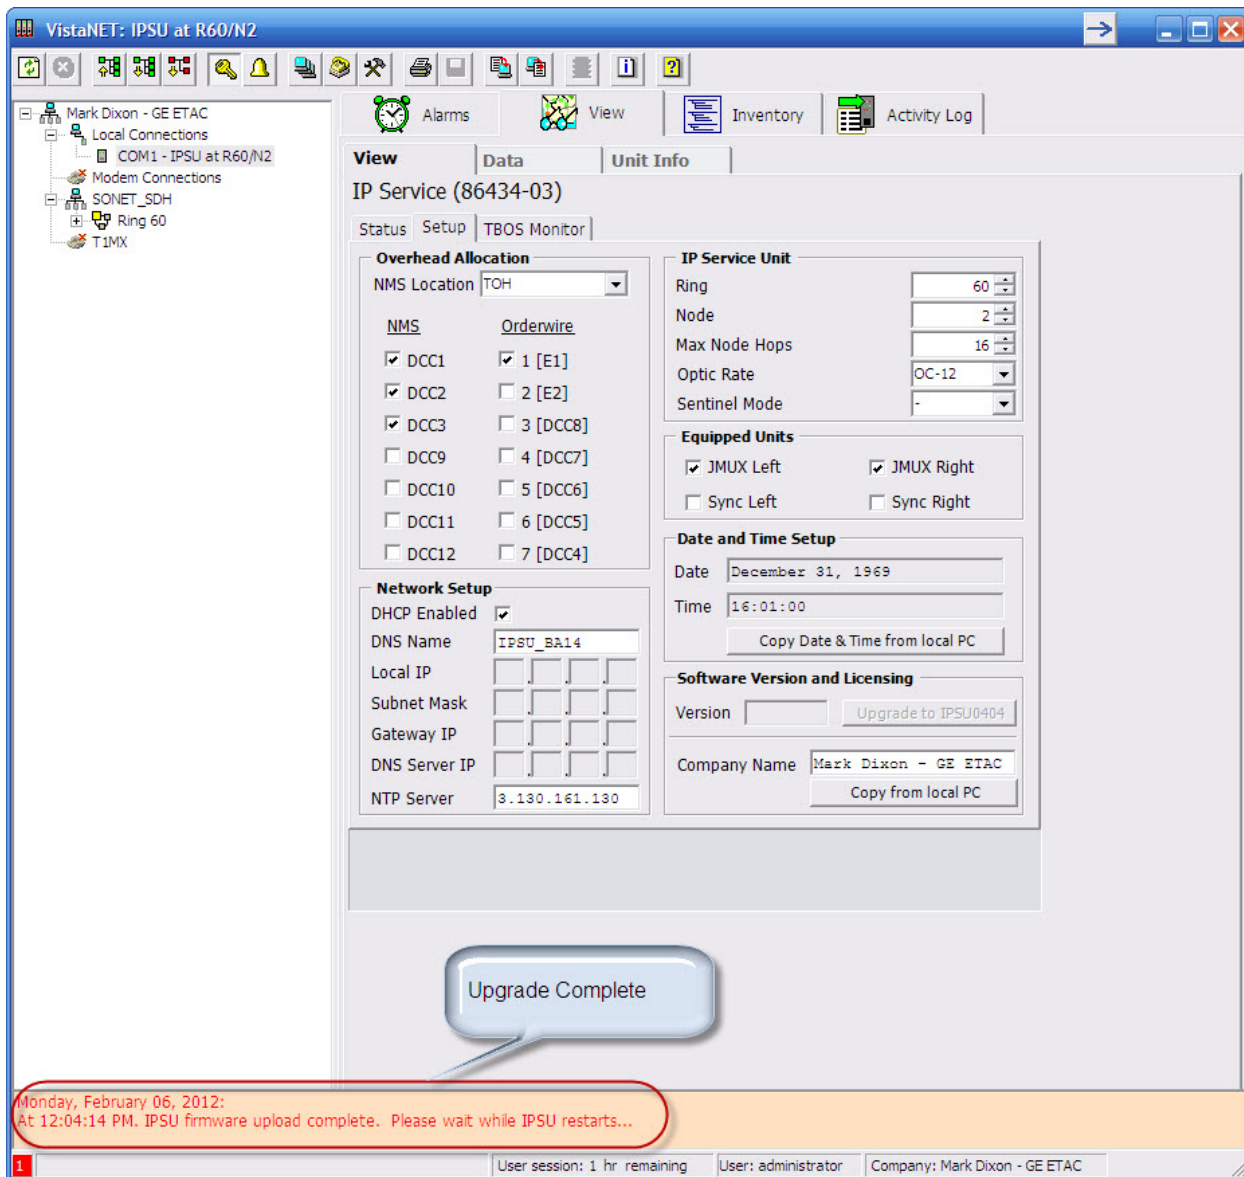 VistaNET: IPSU at R60/N2
Mark Dixon - GE ETAC
Local Connections
COM1 - IPSU at R60/N2
Modem Connections
SONET_SDH
Ring 60
T1MX
Alarms
View
Inventory
Activity Log
View
Data
Unit Info
IP Service (86434-03)
Status
Setup
TBOS Monitor
Overhead Allocation
NMS Location TOH
NMS Orderwire
DCC1 1 [E1]
DCC2 2 [E2]
DCC3 3 [DCC8]
DCC9 4 [DCC7]
DCC10 5 [DCC6]
DCC11 6 [DCC5]
DCC12 7 [DCC4]
Network Setup
DHCP Enabled
DNS Name IPSU_BA14
Local IP . . .
Subnet Mask . . .
Gateway IP . . .
DNS Server IP . . .
NTP Server 3.130.161.130
IP Service Unit
Ring 60
Node 2
Max Node Hops 16
Optic Rate OC-12
Sentinel Mode -
Equipped Units
JMUX Left JMUX Right
Sync Left Sync Right
Date and Time Setup
Date December 31, 1969
Time 16:01:00
Copy Date & Time from local PC
Software Version and Licensing
Version Upgrade to IPSU0404
Company Name Mark Dixon - GE ETAC
Copy from local PC
Upgrade Complete
Monday, February 06, 2012:
At 12:04:14 PM. IPSU firmware upload complete. Please wait while IPSU restarts...
1
User session: 1 hr remaining
User: administrator
Company: Mark Dixon - GE ETAC